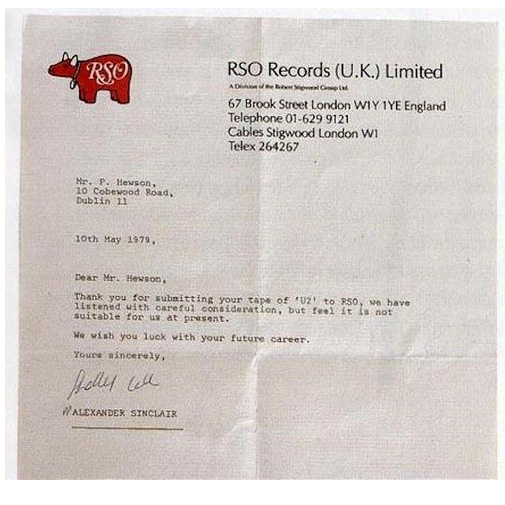 RSO
RSO Records (U.K.) Limited
A Division of the Robert Stigwood Group Ltd.
67 Brook Street London W1Y 1YE England
Telephone 01-629 9121
Cables Stigwood London W1
Telex 264267
Mr. P. Hewson,
10 Cobewood Road,
Dublin 11
10th May 1979,
Dear Mr. Hewson,
Thank you for submitting your tape of 'U2' to RSO, we have
listened with careful consideration, but feel it is not
suitable for us at present.
We wish you luck with your future career.
Yours sincerely,
ALEXANDER SINCLAIR